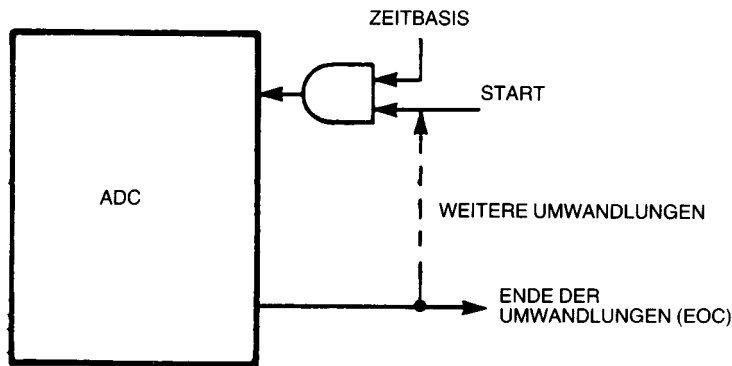 ZEITBASIS
START
ADC
WEITERE UMWANDLUNGEN
ENDE DER
UMWANDLUNGEN (EOC)